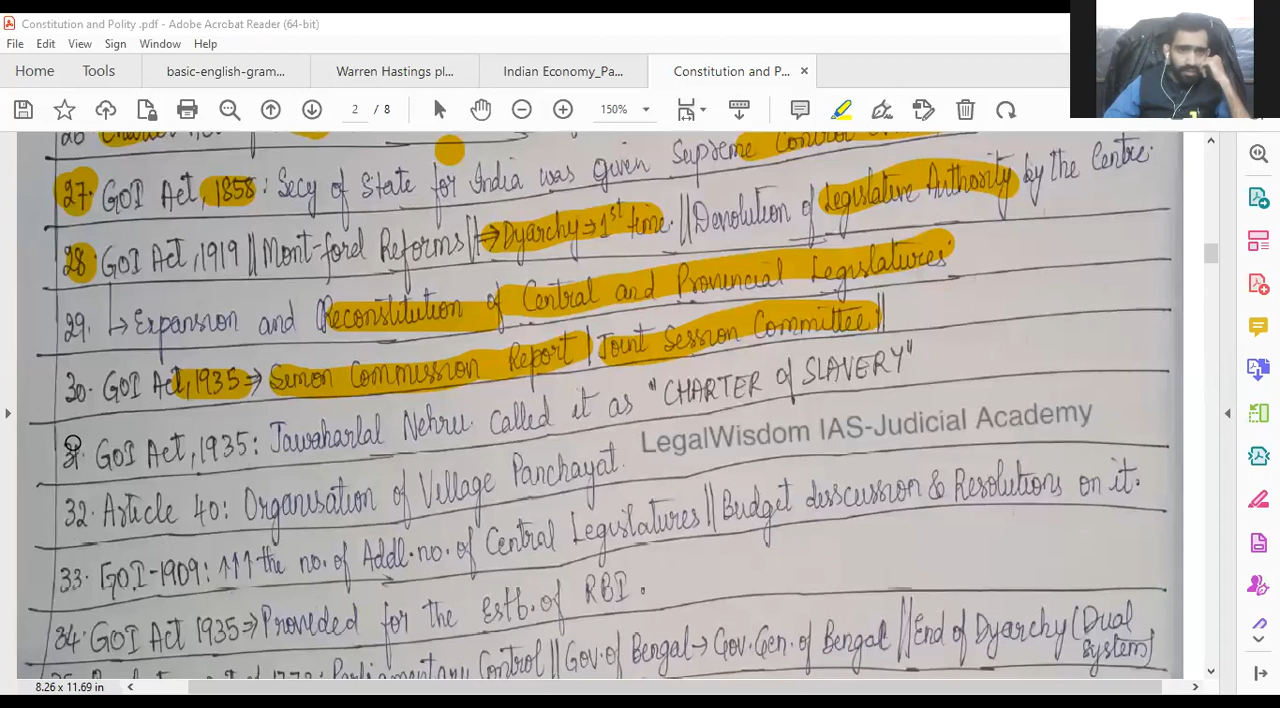 Constitution and Polity .pdf - Adobe Acrobat Reader (64-bit)
File Edit View Sign Window Help
Home Tools basic-english-gram... Warren Hastings pl... Indian Economy_Pa... Constitution and P... ×
2 / 8 150%
27. GOI Act, 1858: Secy of State for India was given Supreme Control
28. GOI Act, 1919 || Mont-ford Reforms || ⇒ Dyarchy → 1st time. || Devolution of Legislative Authority by the Centre.
29. ↳ Expansion and Reconstitution of Central and Provincial Legislatures
30. GOI Act, 1935 ⇒ Simon Commission Report | Joint Session Committee ||
GOI Act, 1935: Jawaharlal Nehru called it as "CHARTER of SLAVERY"
LegalWisdom IAS-Judicial Academy
32. Article 40: Organisation of Village Panchayat.
33. G.O.I-1909: ↑↑↑ the no. of Addl. no. of Central Legislatures || Budget desscussion & Resolutions on it.
34. GOI Act 1935 ⇒ Provided for the Estb. of RBI.
Parliamentary Control || Gov. of Bengal → Gov. Gen. of Bengal || End of Dyarchy (Dual System)
8.26 x 11.69 in